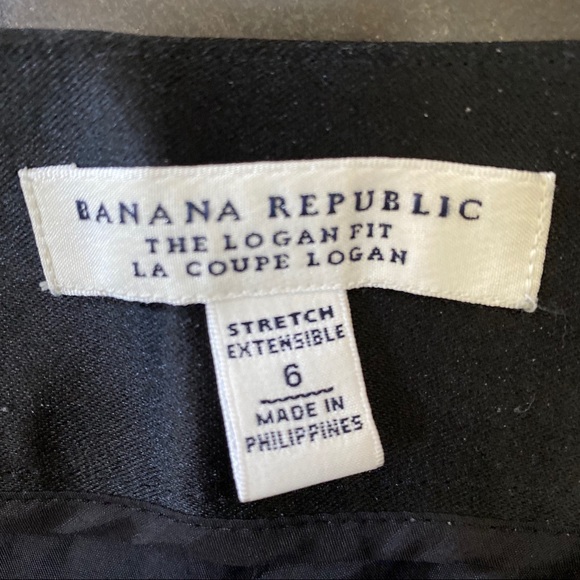 BANANA REPUBLIC
THE LOGAN FIT
LA COUPE LOGAN
STRETCH
EXTENSIBLE
6
MADE IN
PHILIPPINES